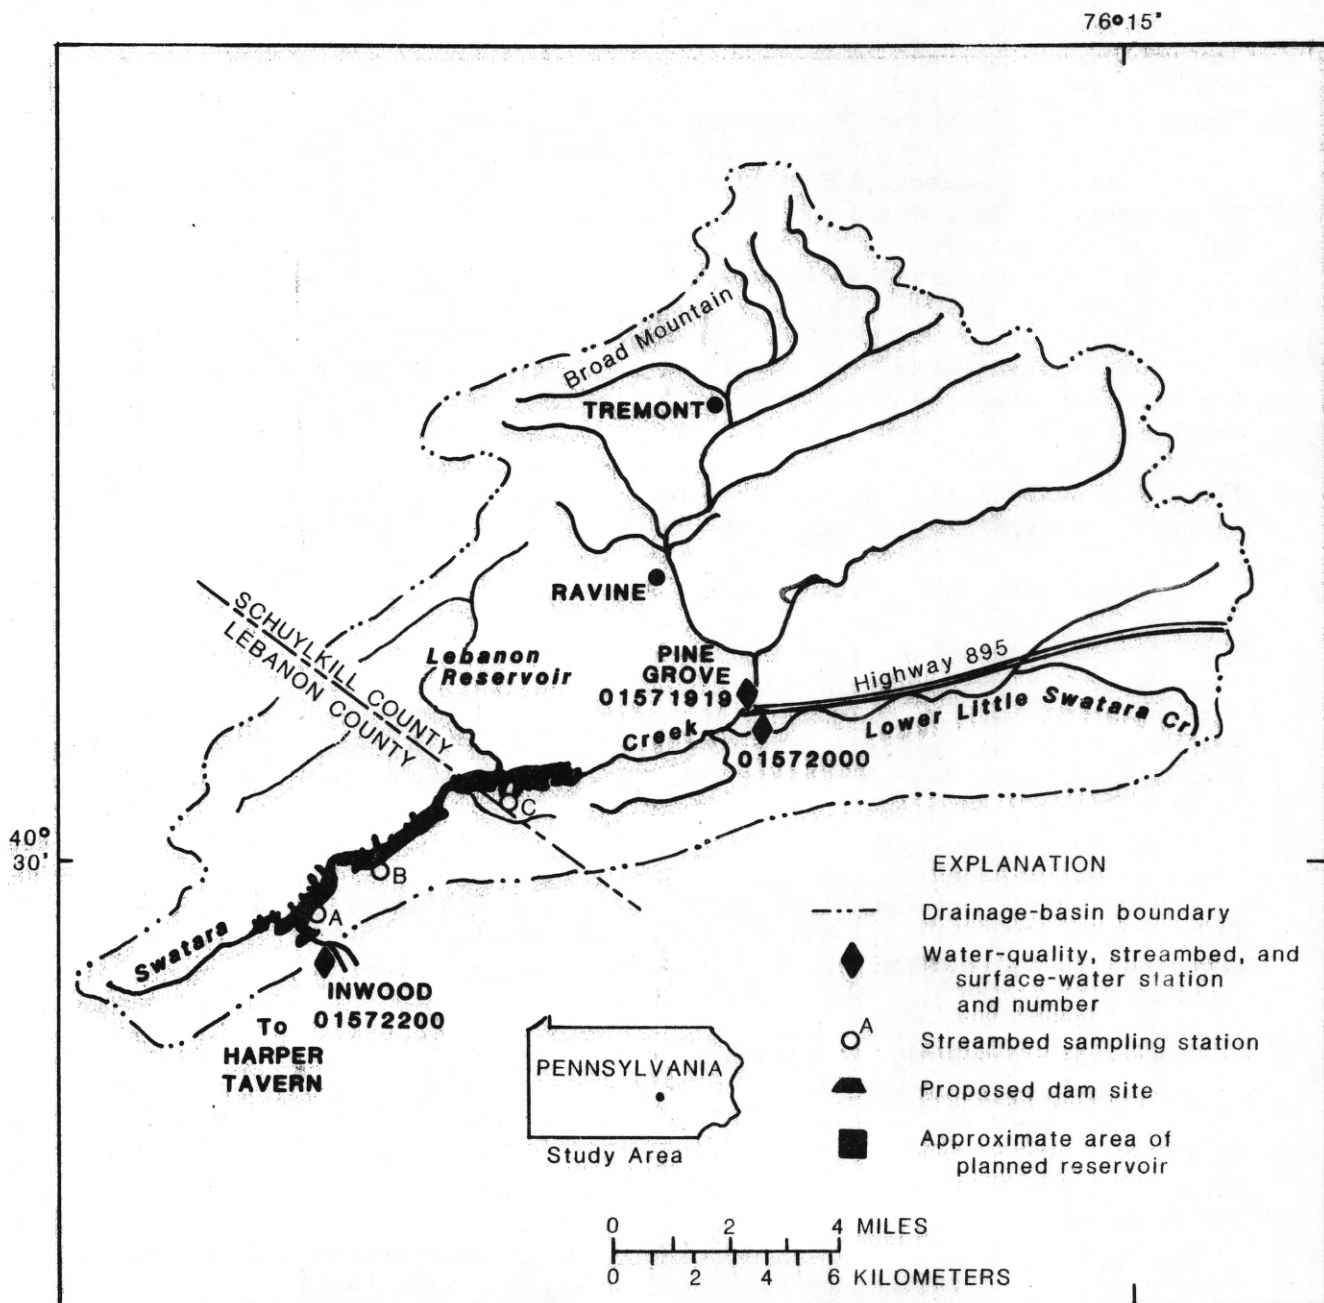 76°15'
Broad Mountain
TREMONT
RAVINE
SCHUYLKILL COUNTY
LEBANON COUNTY
Lebanon
Reservoir
PINE
GROVE
01571919
Highway 895
Lower Little Swatara Cr
Creek
01572000
C
40°
30'
B
A
Swatara
INWOOD
01572200
To
HARPER
TAVERN
PENNSYLVANIA
Study Area
EXPLANATION
Drainage-basin boundary
Water-quality, streambed, and
surface-water station
and number
A
Streambed sampling station
Proposed dam site
Approximate area of
planned reservoir
0 2 4 MILES
0 2 4 6 KILOMETERS